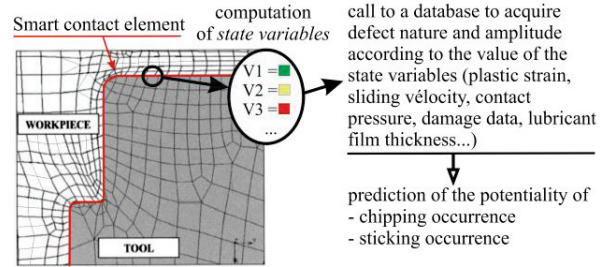 Smart contact element
computation
of state variables
V1 =
V2 =
V3 =
...
WORKPIECE
TOOL
call to a database to acquire
defect nature and amplitude
according to the value of the
state variables (plastic strain,
sliding vélocity, contact
pressure, damage data, lubricant
film thickness...)
prediction of the potentiality of
- chipping occurrence
- sticking occurrence